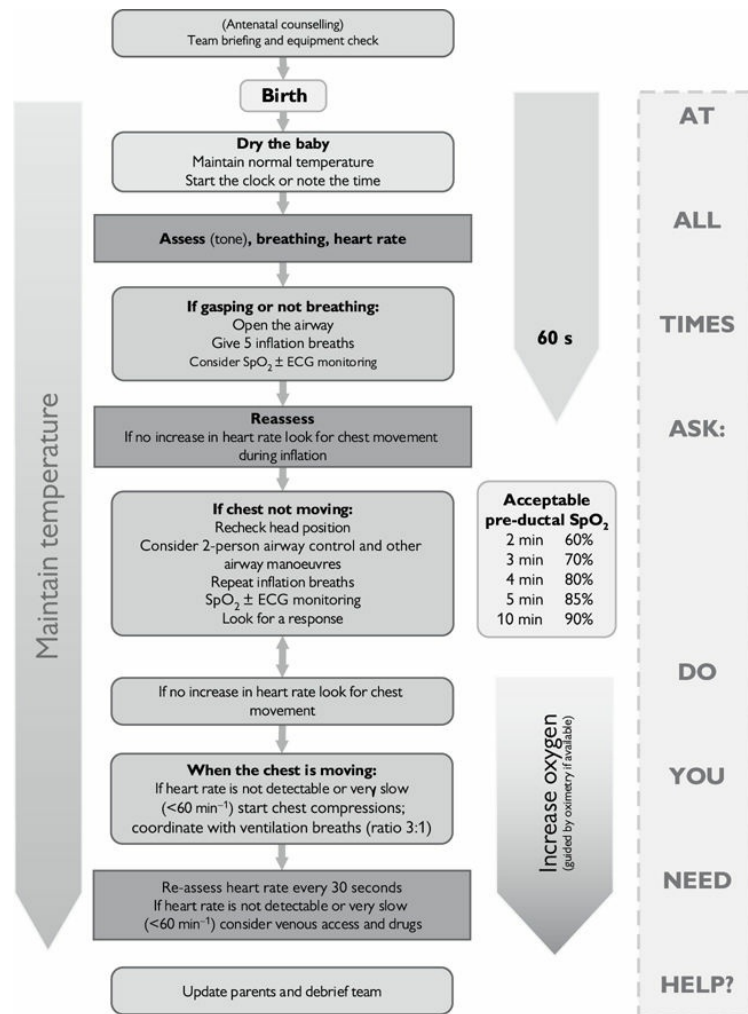 (Antenatal counselling)
Team briefing and equipment check
Birth
Dry the baby
Maintain normal temperature
Start the clock or note the time
Assess (tone), breathing, heart rate
If gasping or not breathing:
Open the airway
Give 5 inflation breaths
Consider SpO₂ ± ECG monitoring
Reassess
If no increase in heart rate look for chest movement
during inflation
If chest not moving:
Recheck head position
Consider 2-person airway control and other
airway manoeuvres
Repeat inflation breaths
SpO₂ ± ECG monitoring
Look for a response
If no increase in heart rate look for chest
movement
When the chest is moving:
If heart rate is not detectable or very slow
(<60 min⁻¹) start chest compressions;
coordinate with ventilation breaths (ratio 3:1)
Re-assess heart rate every 30 seconds
If heart rate is not detectable or very slow
(<60 min⁻¹) consider venous access and drugs
Update parents and debrief team
Maintain temperature
60 s
Acceptable
pre-ductal SpO₂
2 min 60%
3 min 70%
4 min 80%
5 min 85%
10 min 90%
Increase oxygen
(guided by oximetry if available)
AT
ALL
TIMES
ASK:
DO
YOU
NEED
HELP?